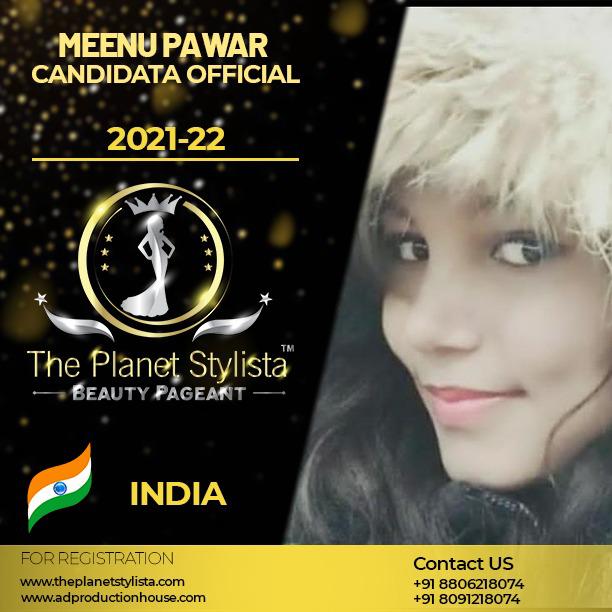 MEENU PAWAR
CANDIDATA OFFICIAL
2021-22
The Planet Stylista™
BEAUTY PAGEANT
INDIA
FOR REGISTRATION
www.theplanetstylista.com
www.adproductionhouse.com
Contact US
+91 8806218074
+91 8091218074